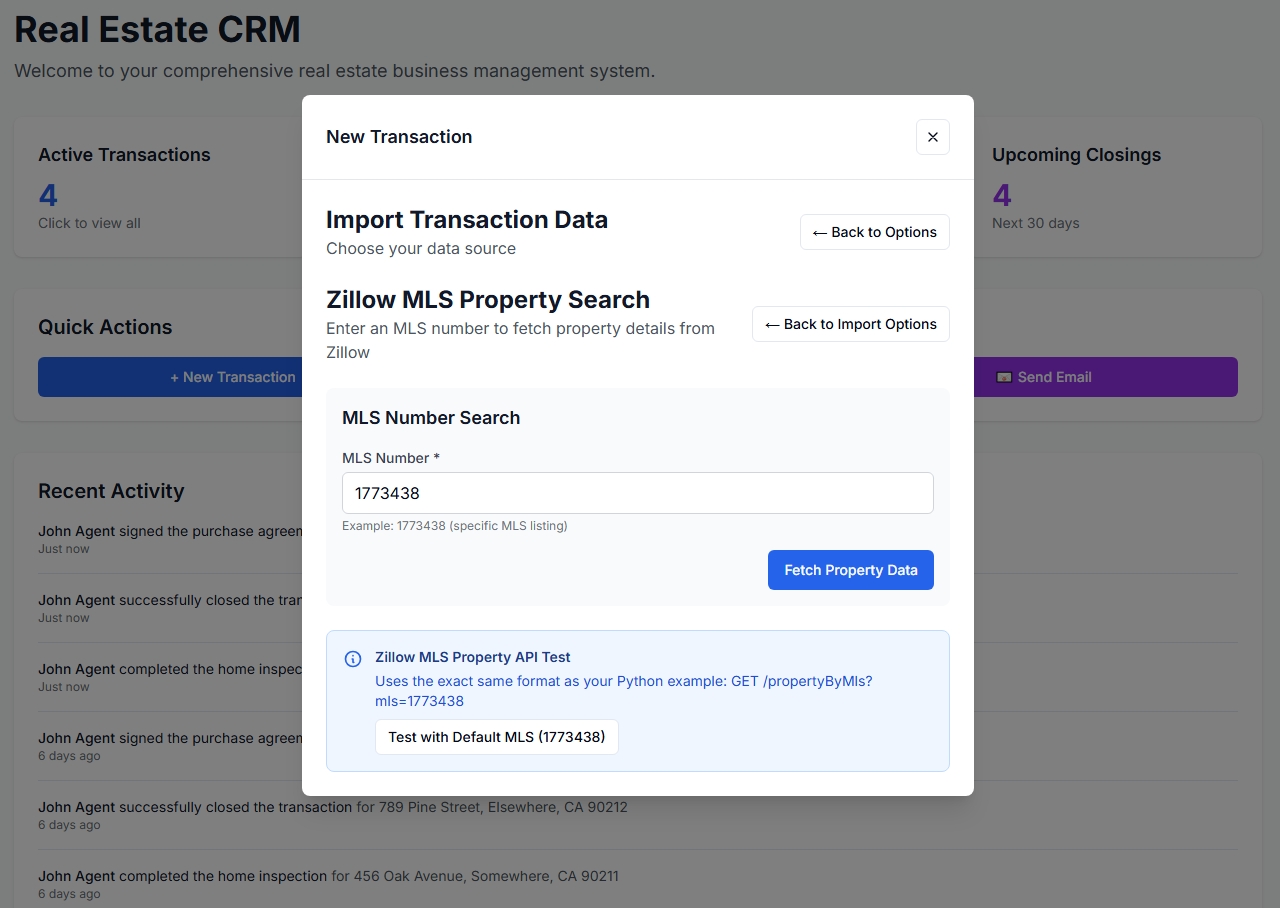 Real Estate CRM
Welcome to your comprehensive real estate business management system.
New Transaction
Active Transactions
4
Click to view all
Upcoming Closings
4
Next 30 days
Import Transaction Data
Choose your data source
← Back to Options
Zillow MLS Property Search
Enter an MLS number to fetch property details from
Zillow
← Back to Import Options
Quick Actions
+ New Transaction
Send Email
MLS Number Search
MLS Number *
1773438
Example: 1773438 (specific MLS listing)
Fetch Property Data
Zillow MLS Property API Test
Uses the exact same format as your Python example: GET /propertyByMls?
mls=1773438
Test with Default MLS (1773438)
Recent Activity
John Agent signed the purchase agreem
Just now
John Agent successfully closed the tran
Just now
John Agent completed the home inspec
Just now
John Agent signed the purchase agreem
6 days ago
John Agent successfully closed the transaction for 789 Pine Street, Elsewhere, CA 90212
6 days ago
John Agent completed the home inspection for 456 Oak Avenue, Somewhere, CA 90211
6 days ago